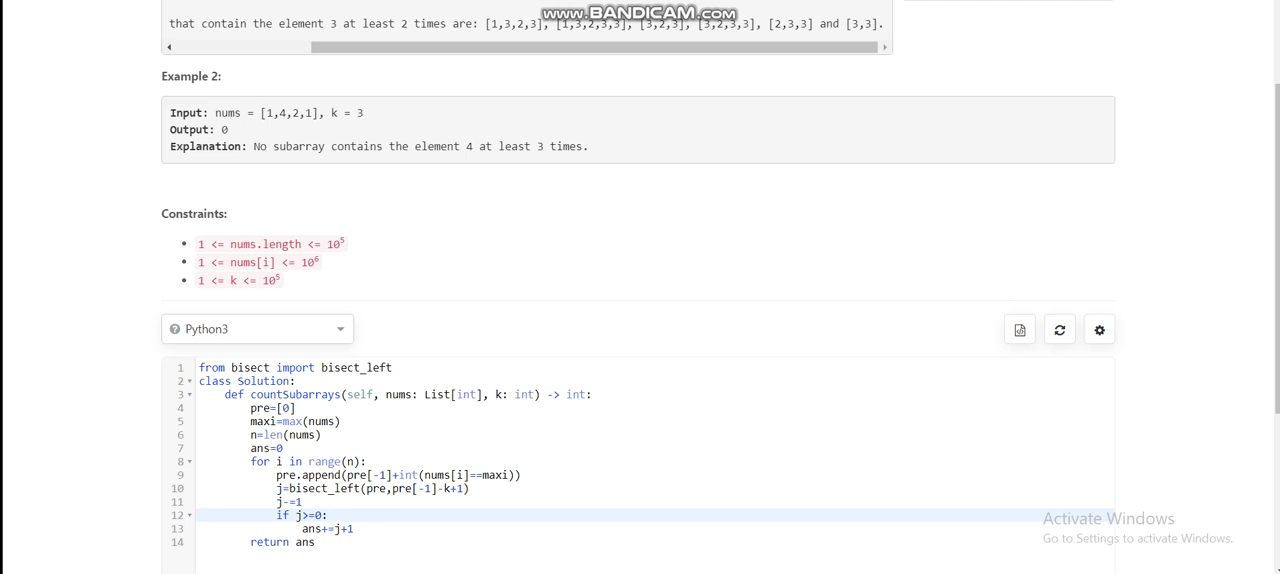 www.BANDICAM.com
that contain the element 3 at least 2 times are: [1,3,2,3], [1,3,2,3,3], [3,2,3], [3,2,3,3], [2,3,3] and [3,3].
Example 2:
Input: nums = [1,4,2,1], k = 3
Output: 0
Explanation: No subarray contains the element 4 at least 3 times.
Constraints:
1 <= nums.length <= 10⁵
1 <= nums[i] <= 10⁶
1 <= k <= 10⁵
Python3
1 from bisect import bisect_left
2 class Solution:
3 def countSubarrays(self, nums: List[int], k: int) -> int:
4 pre=[0]
5 maxi=max(nums)
6 n=len(nums)
7 ans=0
8 for i in range(n):
9 pre.append(pre[-1]+int(nums[i]==maxi))
10 j=bisect_left(pre,pre[-1]-k+1)
11 j-=1
12 if j>=0:
13 ans+=j+1
14 return ans
Activate Windows
Go to Settings to activate Windows.